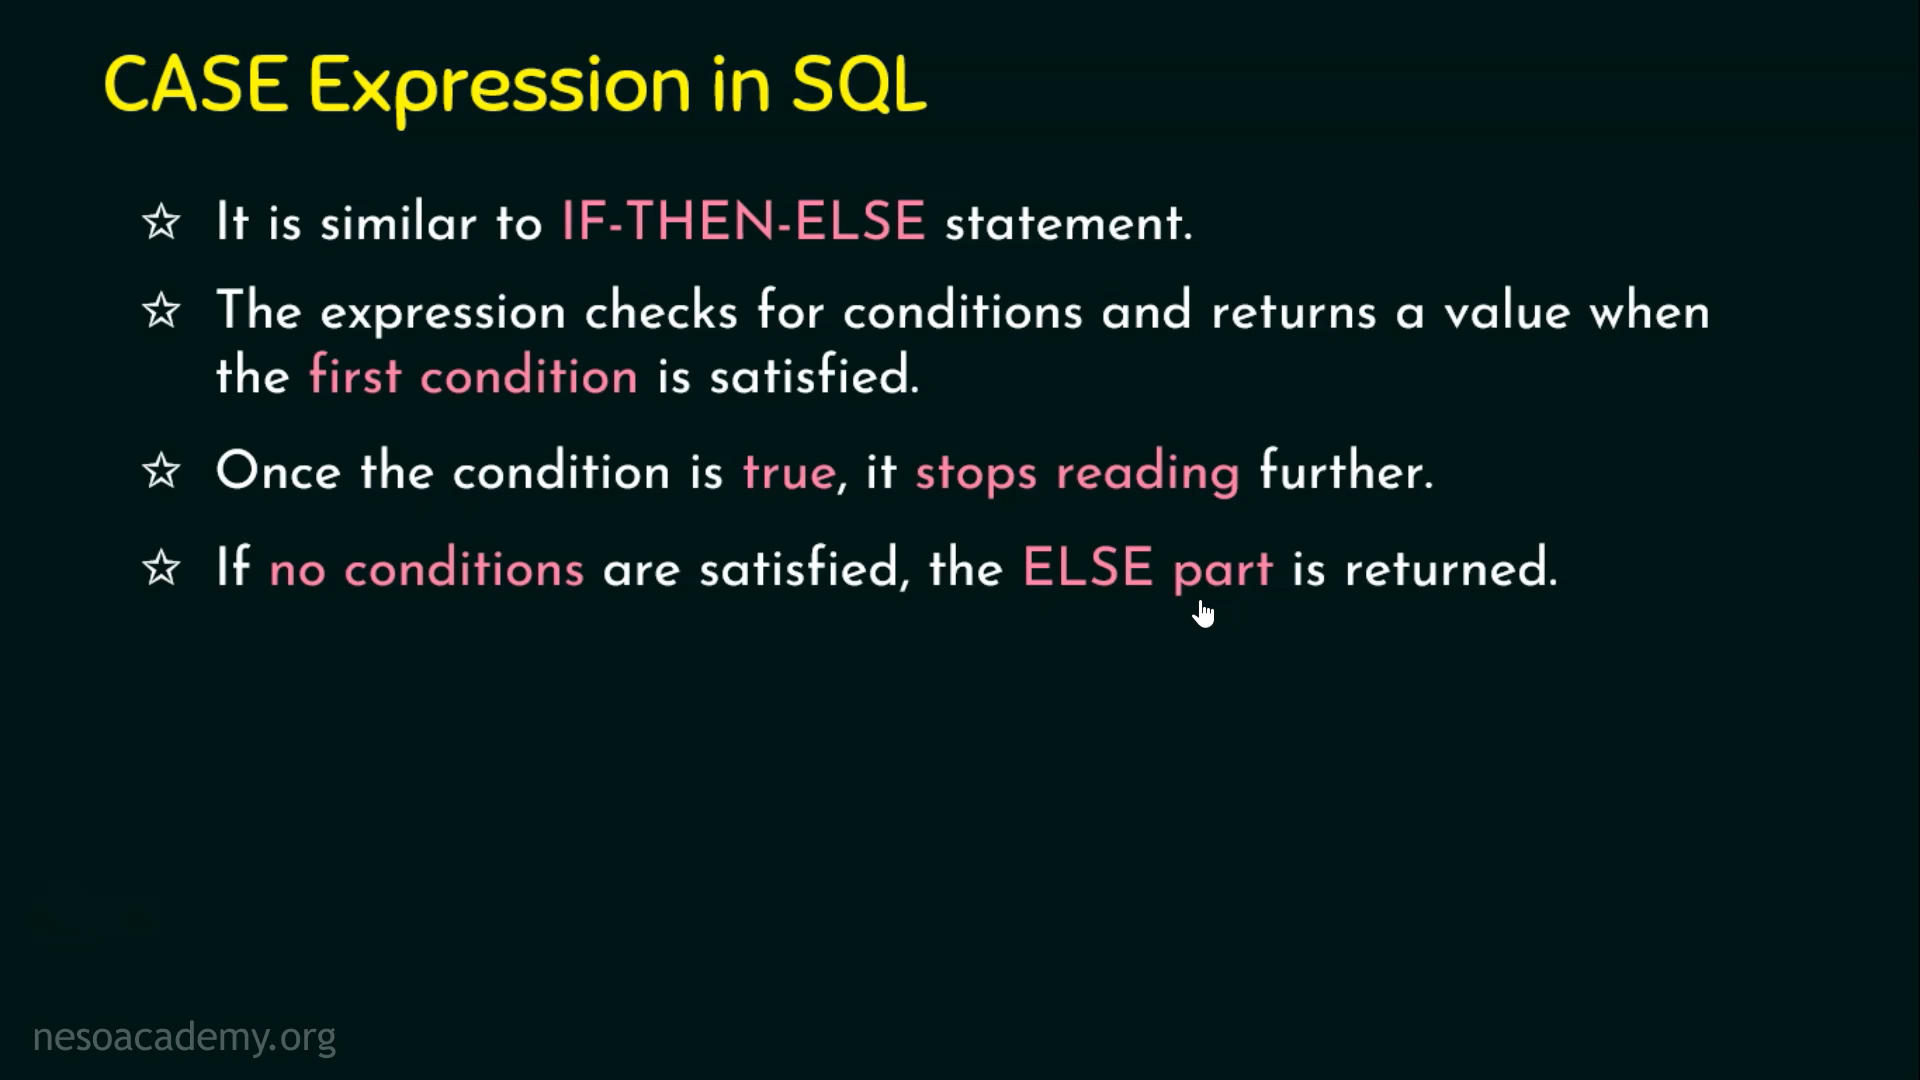 CASE Expression in SQL
☆ It is similar to IF-THEN-ELSE statement.
☆ The expression checks for conditions and returns a value when
the first condition is satisfied.
☆ Once the condition is true, it stops reading further.
☆ If no conditions are satisfied, the ELSE part is returned.
nesoacademy.org